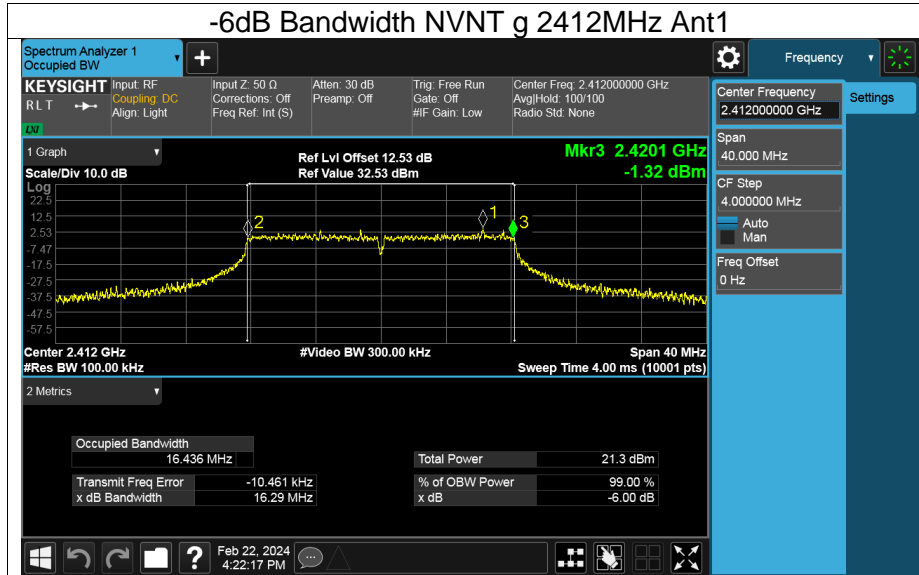 -6dB Bandwidth NVNT g 2412MHz Ant1
Spectrum Analyzer 1
Occupied BW
+
Frequency
KEYSIGHT
R L T
LXI
Input: RF
Coupling: DC
Align: Light
Input Z: 50 Ω
Corrections: Off
Freq Ref: Int (S)
Atten: 30 dB
Preamp: Off
Trig: Free Run
Gate: Off
#IF Gain: Low
Center Freq: 2.412000000 GHz
Avg|Hold: 100/100
Radio Std: None
Center Frequency
2.412000000 GHz
Settings
Span
40.000 MHz
CF Step
4.000000 MHz
Auto
Man
Freq Offset
0 Hz
1 Graph
Scale/Div 10.0 dB
Ref Lvl Offset 12.53 dB
Ref Value 32.53 dBm
Mkr3 2.4201 GHz
-1.32 dBm
Log
22.5
12.5
2.53
-7.47
-17.5
-27.5
-37.5
-47.5
-57.5
2
1
3
Center 2.412 GHz
#Res BW 100.00 kHz
#Video BW 300.00 kHz
Span 40 MHz
Sweep Time 4.00 ms (10001 pts)
2 Metrics
Occupied Bandwidth
16.436 MHz
Transmit Freq Error -10.461 kHz
x dB Bandwidth 16.29 MHz
Total Power 21.3 dBm
% of OBW Power 99.00 %
x dB -6.00 dB
?
Feb 22, 2024
4:22:17 PM